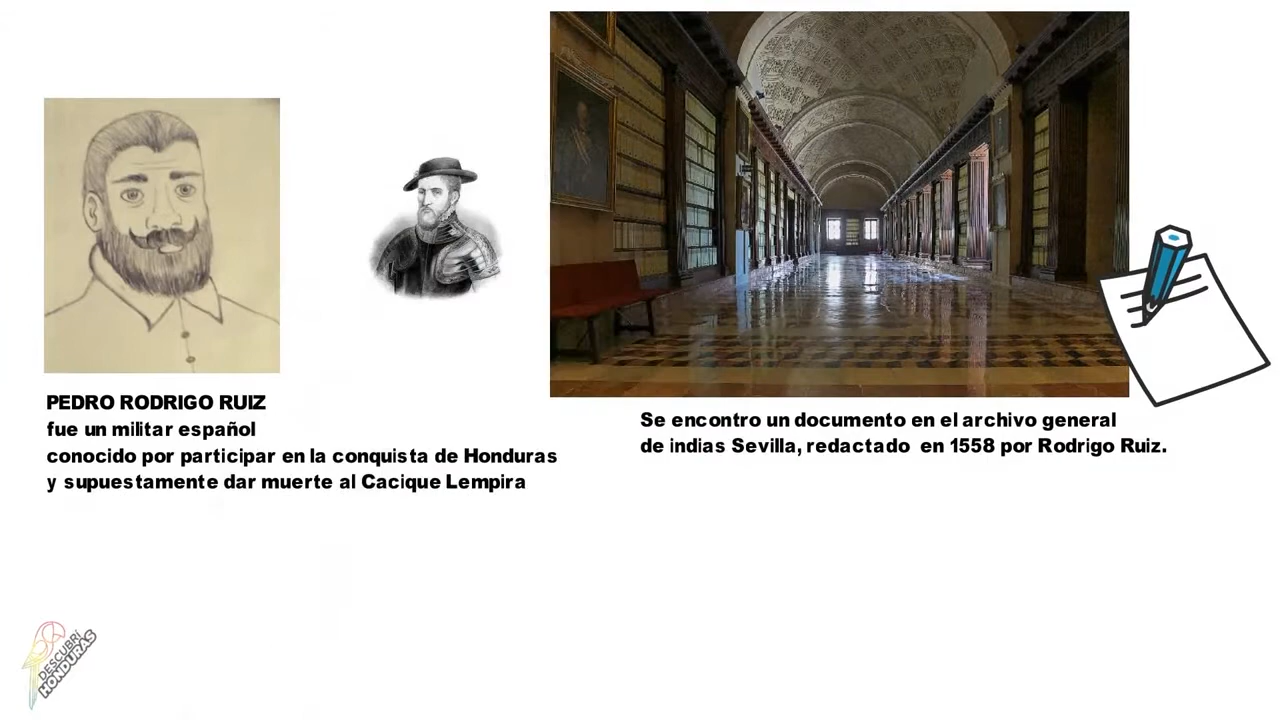 PEDRO RODRIGO RUIZ
fue un militar español
conocido por participar en la conquista de Honduras
y supuestamente dar muerte al Cacique Lempira
Se encontro un documento en el archivo general
de indias Sevilla, redactado en 1558 por Rodrigo Ruiz.
DESCUBRÍ
HONDURAS